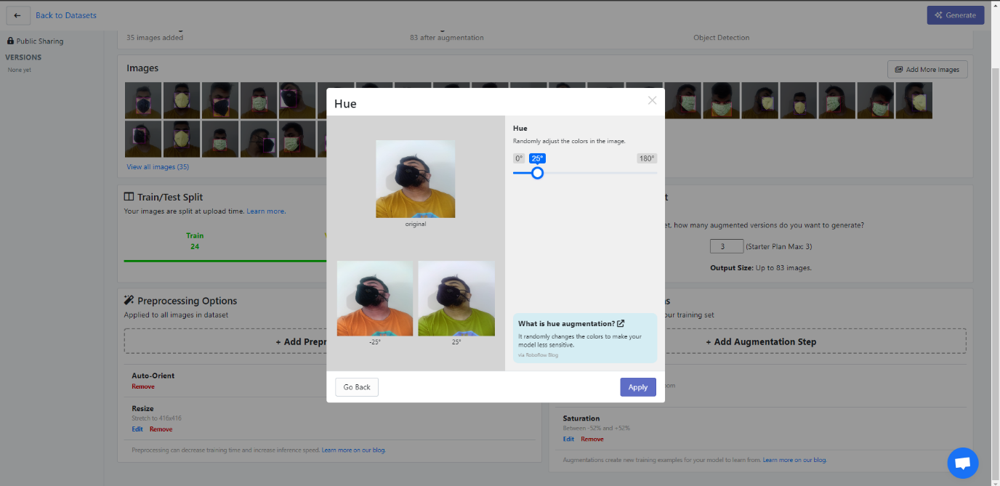 Back to Datasets
Generate
Public Sharing
VERSIONS
None yet
35 images added
83 after augmentation
Object Detection
Images
Add More Images
View all images (35)
Train/Test Split
Your images are split at upload time. Learn more.
Train
24
how many augmented versions do you want to generate?
3 (Starter Plan Max: 3)
Output Size: Up to 83 images.
Preprocessing Options
Applied to all images in dataset
+ Add
Auto-Orient
Remove
Resize
Stretch to 416x416
Edit Remove
Preprocessing can decrease training time and increase inference speed. Learn more on our blog.
training set
+ Add Augmentation Step
Saturation
Between -52% and +52%
Edit Remove
Augmentations create new training examples for your model to learn from. Learn more on our blog.
Hue
original
-25°
25°
Hue
Randomly adjust the colors in the image.
0° 25° 180°
What is hue augmentation?
It randomly changes the colors to make your
model less sensitive.
via Roboflow Blog
Go Back
Apply